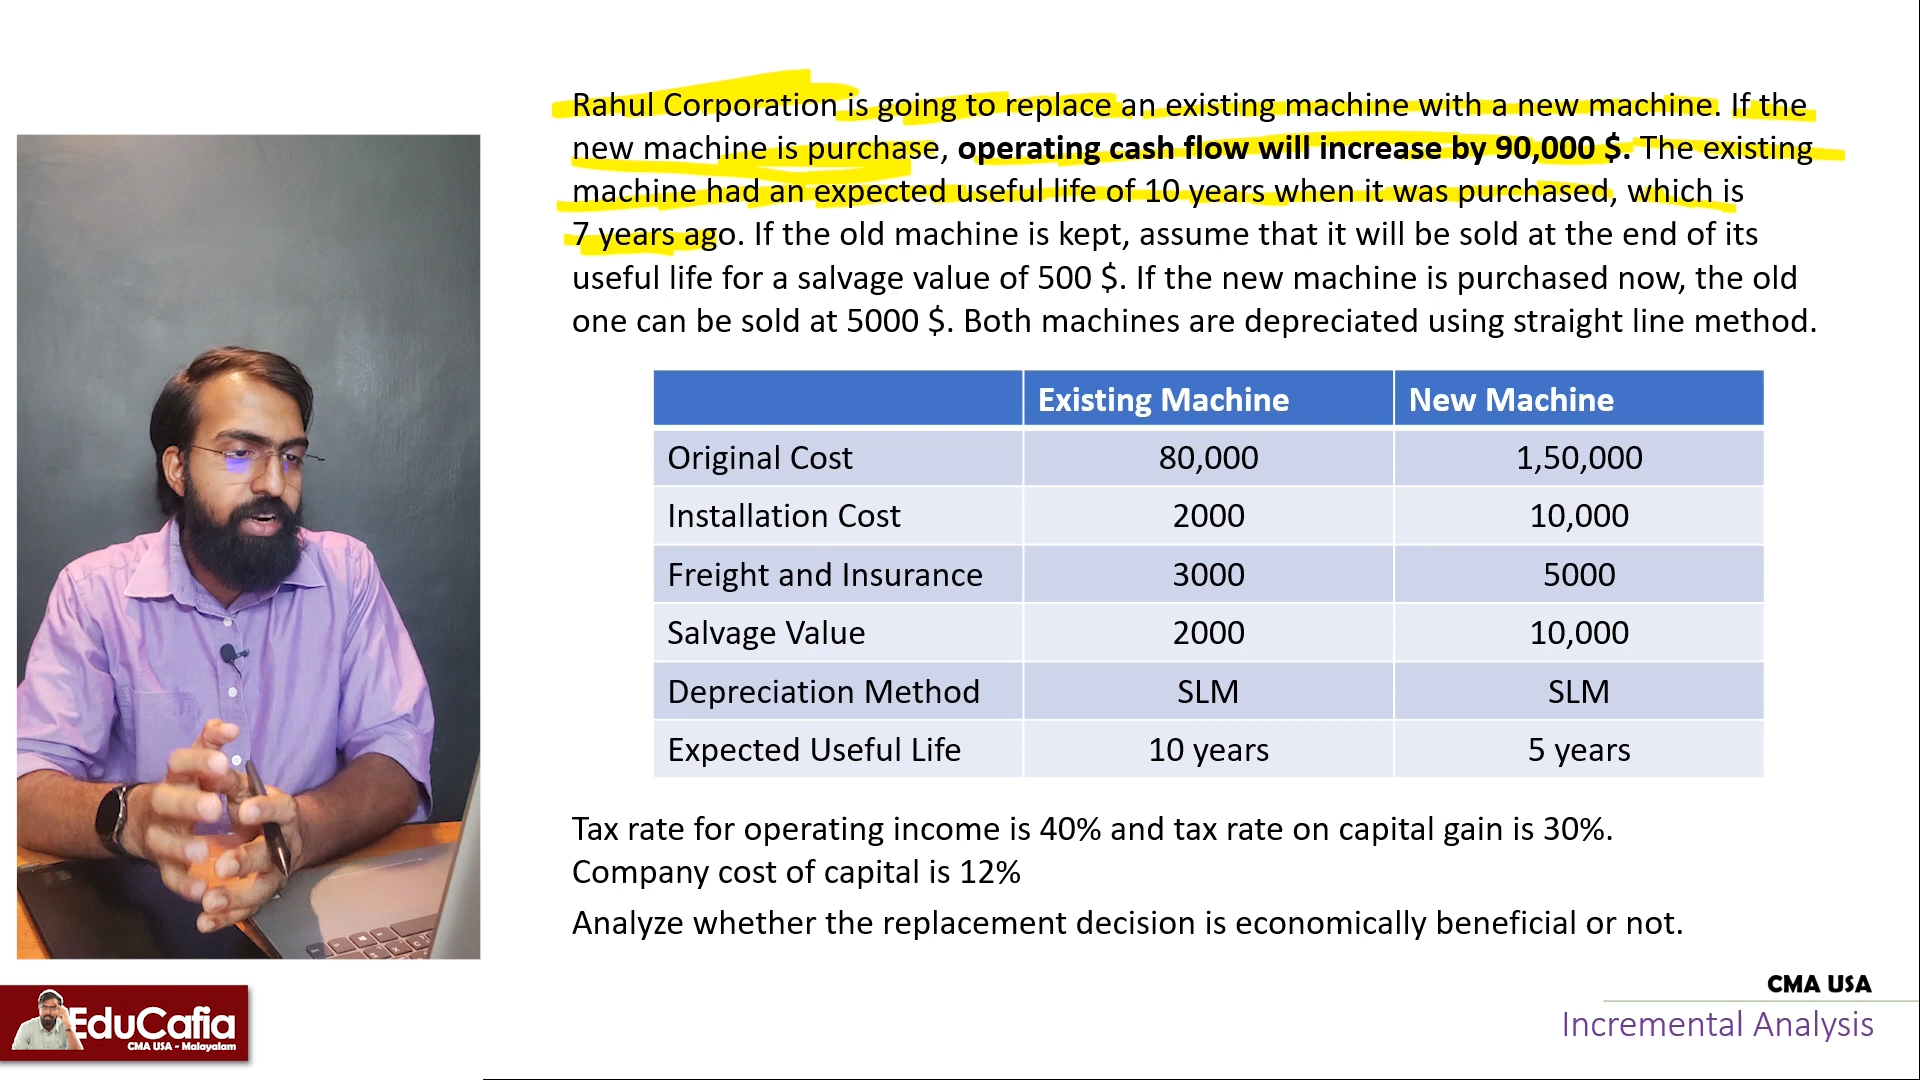 Rahul Corporation is going to replace an existing machine with a new machine. If the
new machine is purchase, operating cash flow will increase by 90,000 $. The existing
machine had an expected useful life of 10 years when it was purchased, which is
7 years ago. If the old machine is kept, assume that it will be sold at the end of its
useful life for a salvage value of 500 $. If the new machine is purchased now, the old
one can be sold at 5000 $. Both machines are depreciated using straight line method.
Existing Machine New Machine
Original Cost 80,000 1,50,000
Installation Cost 2000 10,000
Freight and Insurance 3000 5000
Salvage Value 2000 10,000
Depreciation Method SLM SLM
Expected Useful Life 10 years 5 years
Tax rate for operating income is 40% and tax rate on capital gain is 30%.
Company cost of capital is 12%
Analyze whether the replacement decision is economically beneficial or not.
CMA USA
Incremental Analysis
EduCafia
CMA USA - Malayalam